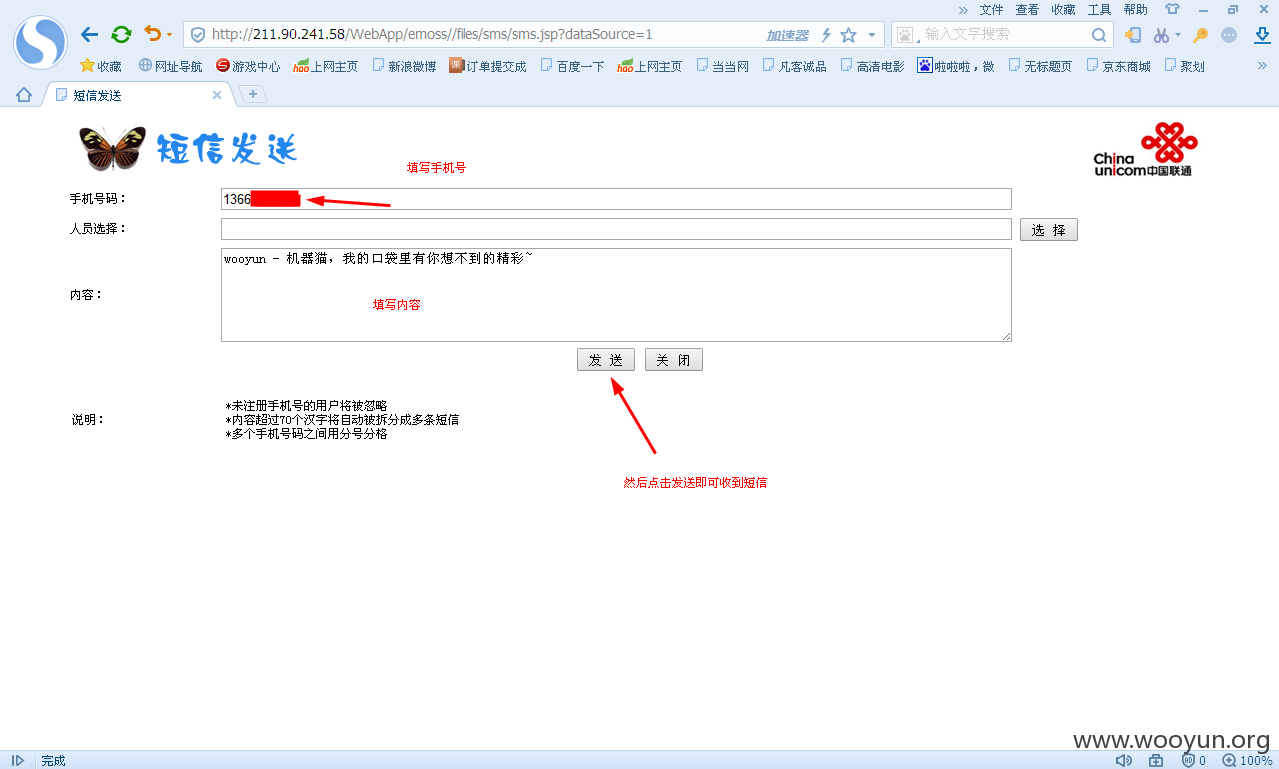 » 文件 查看 收藏 工具 帮助
http://211.90.241.58/WebApp/emoss//files/sms/sms.jsp?dataSource=1 加速器 输入文字搜索
收藏 网址导航 游戏中心 hao上网主页 新浪微博 订单提交成 百度一下 hao上网主页 当当网 凡客诚品 高清电影 啦啦啦，微 无标题页 京东商城 聚划 »
短信发送
短信发送
China unicom中国联通
填写手机号
手机号码：
1366
人员选择：
选 择
wooyun - 机器猫，我的口袋里有你想不到的精彩~
内容：
填写内容
发 送 关 闭
说明：
*未注册手机号的用户将被忽略
*内容超过70个汉字将自动被拆分成多条短信
*多个手机号码之间用分号分格
然后点击发送即可收到短信
www.wooyun.org
完成 0 100%